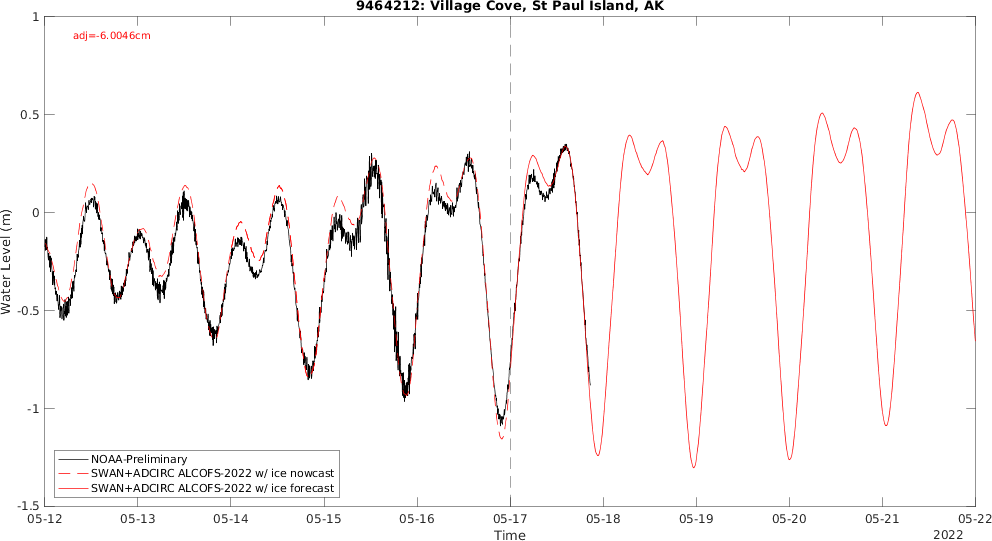 9464212: Village Cove, St Paul Island, AK
adj=-6.0046cm
1
0.5
0
-0.5
-1
-1.5
Water Level (m)
NOAA-Preliminary
SWAN+ADCIRC ALCOFS-2022 w/ ice nowcast
SWAN+ADCIRC ALCOFS-2022 w/ ice forecast
05-12 05-13 05-14 05-15 05-16 05-17 05-18 05-19 05-20 05-21 05-22
Time
2022